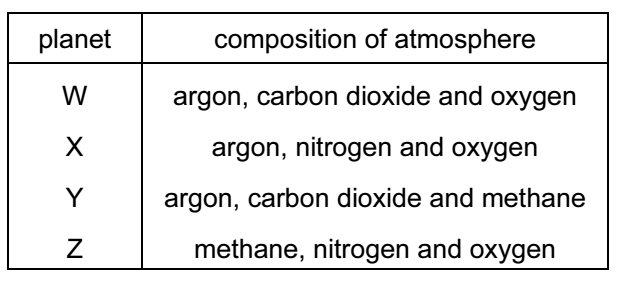 planet composition of atmosphere
W argon, carbon dioxide and oxygen
X argon, nitrogen and oxygen
Y argon, carbon dioxide and methane
Z methane, nitrogen and oxygen